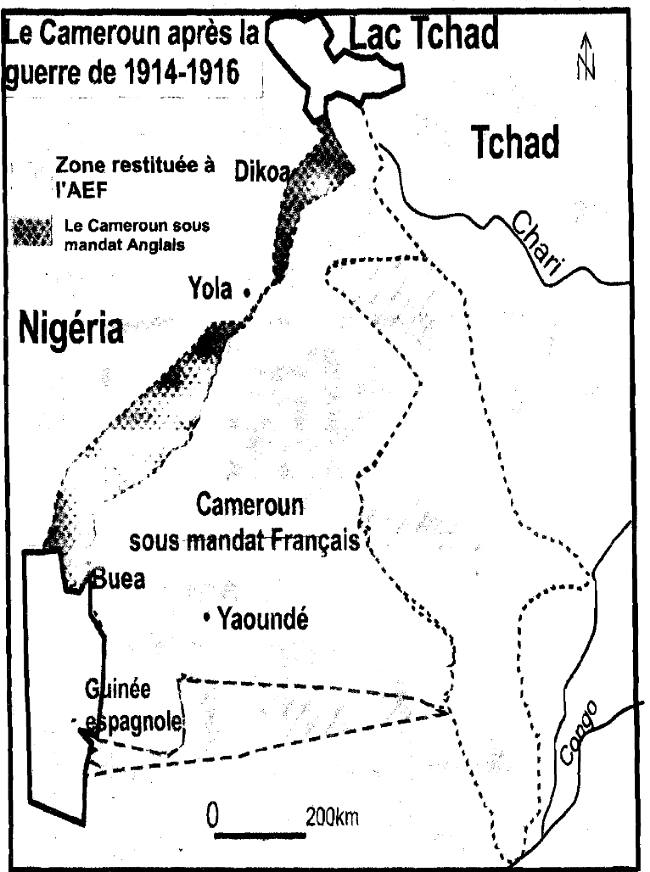 Le Cameroun après la
guerre de 1914-1916
Lac Tchad
N
Tchad
Zone restituée à
l'AEF
Dikoa
Le Cameroun sous
mandat Anglais
Chari
Yola
Nigéria
Cameroun
sous mandat Français
Buea
Yaoundé
Guinée
espagnole
Congo
0 200km